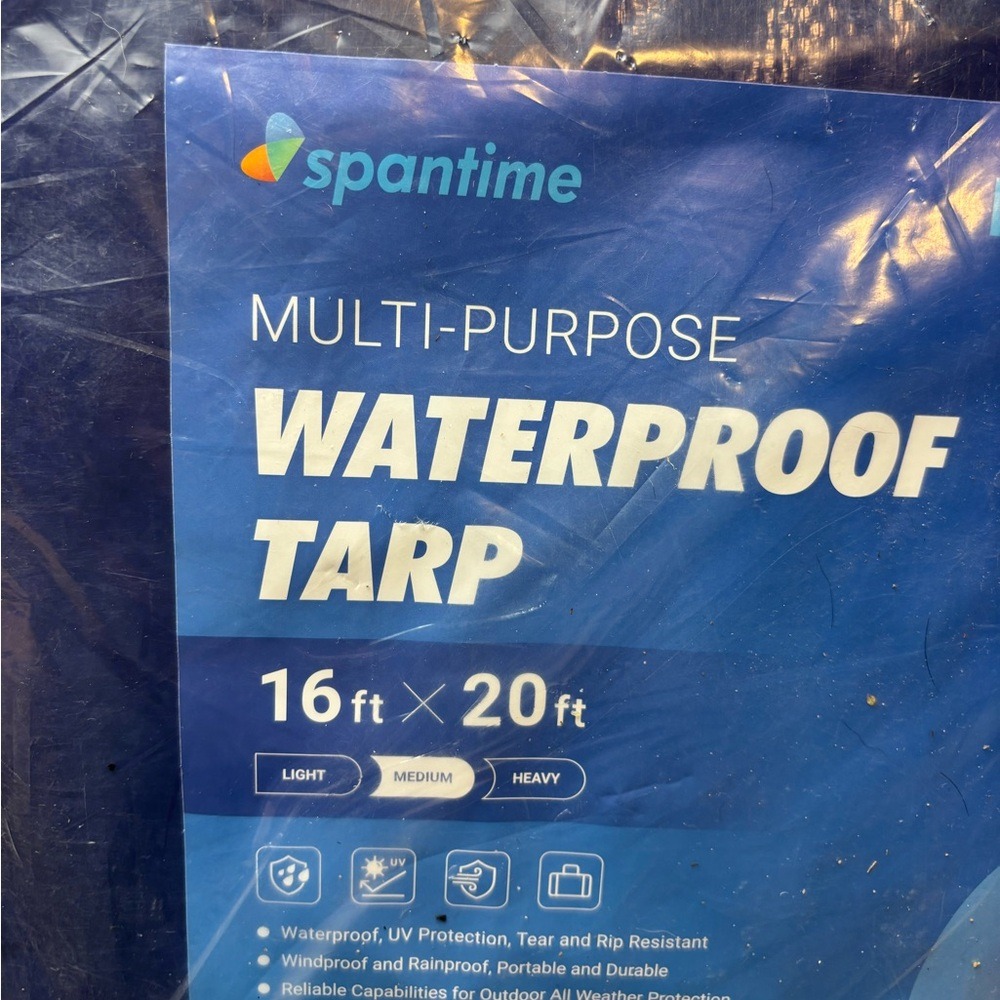 spantime
MULTI-PURPOSE
WATERPROOF
TARP
16ft × 20ft
LIGHT MEDIUM HEAVY
UV
• Waterproof, UV Protection, Tear and Rip Resistant
• Windproof and Rainproof, Portable and Durable
• Reliable Capabilities for Outdoor All Weather Protection